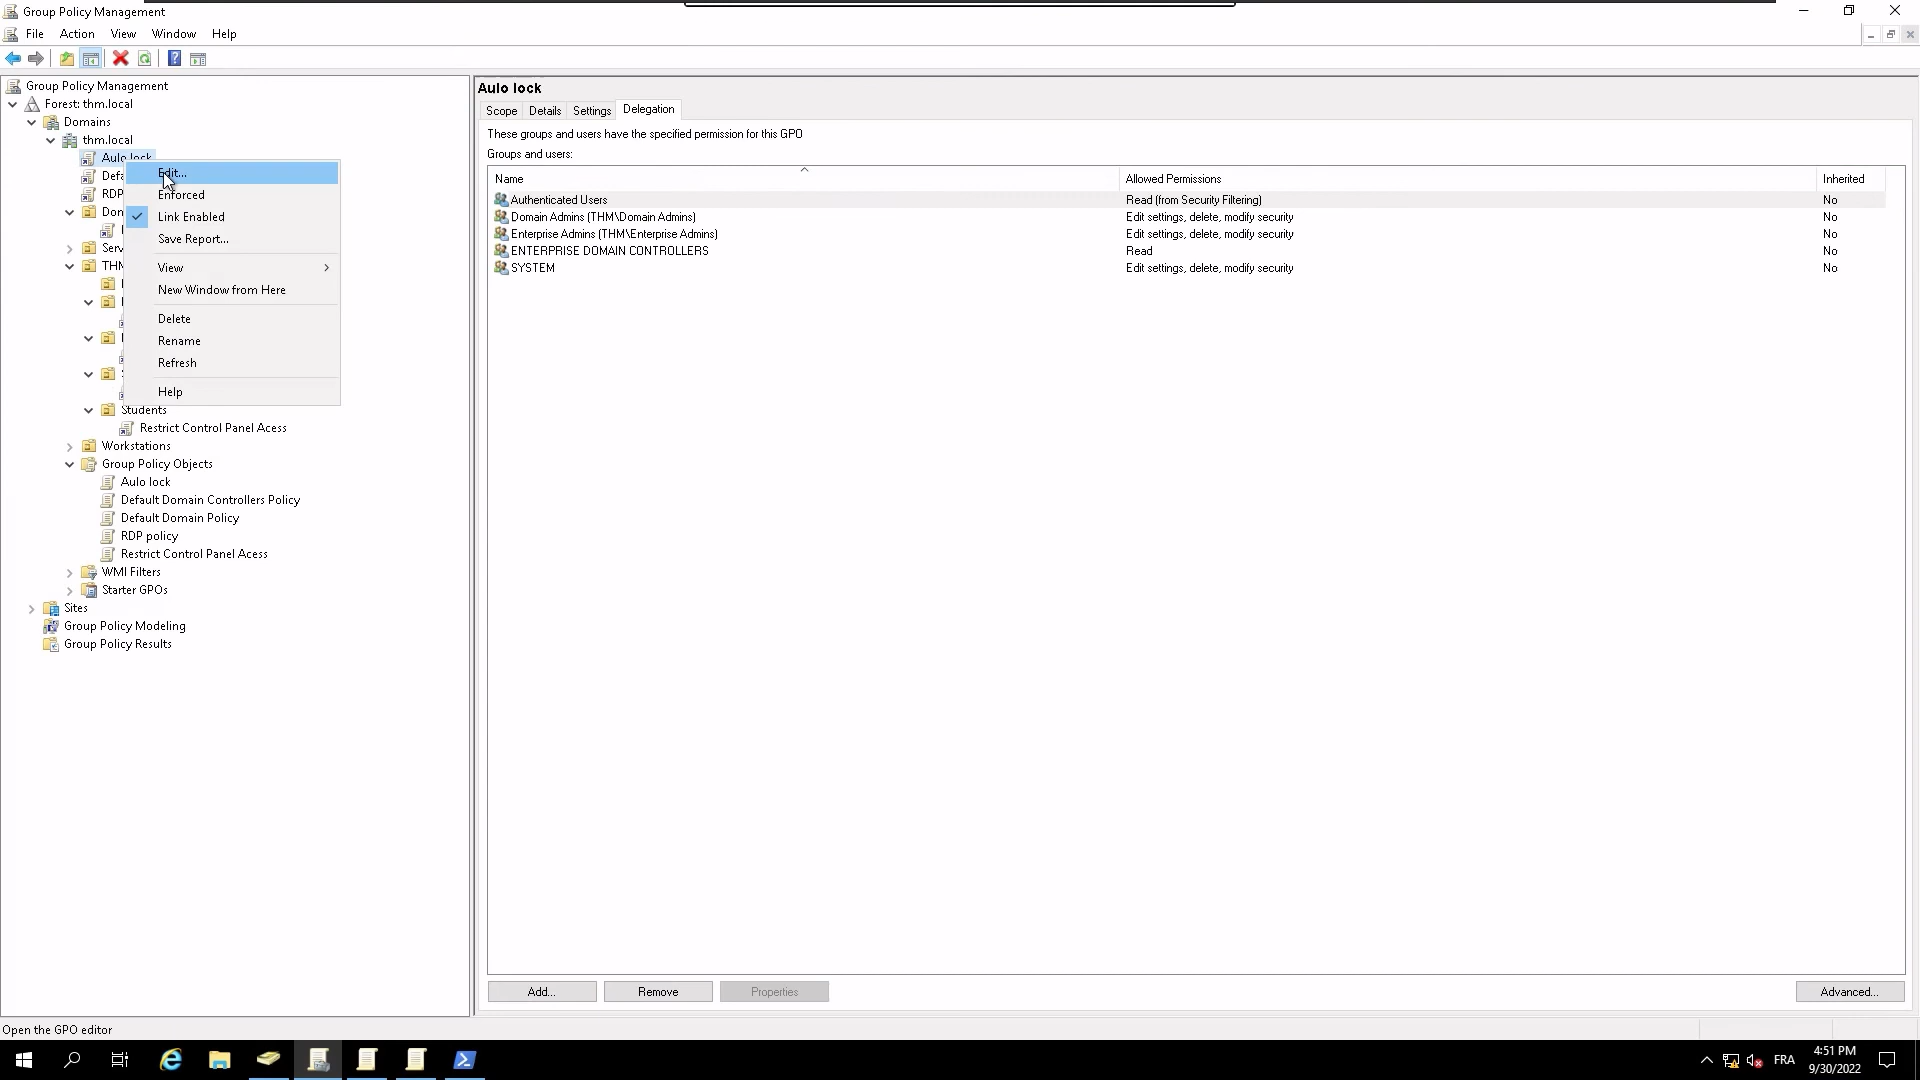 Group Policy Management
File Action View Window Help
Group Policy Management
Forest: thm.local
Domains
thm.local
Aulo lock
Defa
RDP
Don
Serv
THM
Edit...
Enforced
Link Enabled
Save Report...
View
New Window from Here
Delete
Rename
Refresh
Help
Students
Restrict Control Panel Acess
Workstations
Group Policy Objects
Aulo lock
Default Domain Controllers Policy
Default Domain Policy
RDP policy
Restrict Control Panel Acess
WMI Filters
Starter GPOs
Sites
Group Policy Modeling
Group Policy Results
Aulo lock
Scope Details Settings Delegation
These groups and users have the specified permission for this GPO
Groups and users:
Name Allowed Permissions Inherited
Authenticated Users Read (from Security Filtering) No
Domain Admins (THM\Domain Admins) Edit settings, delete, modify security No
Enterprise Admins (THM\Enterprise Admins) Edit settings, delete, modify security No
ENTERPRISE DOMAIN CONTROLLERS Read No
SYSTEM Edit settings, delete, modify security No
Add... Remove Properties Advanced...
Open the GPO editor
FRA
4:51 PM
9/30/2022